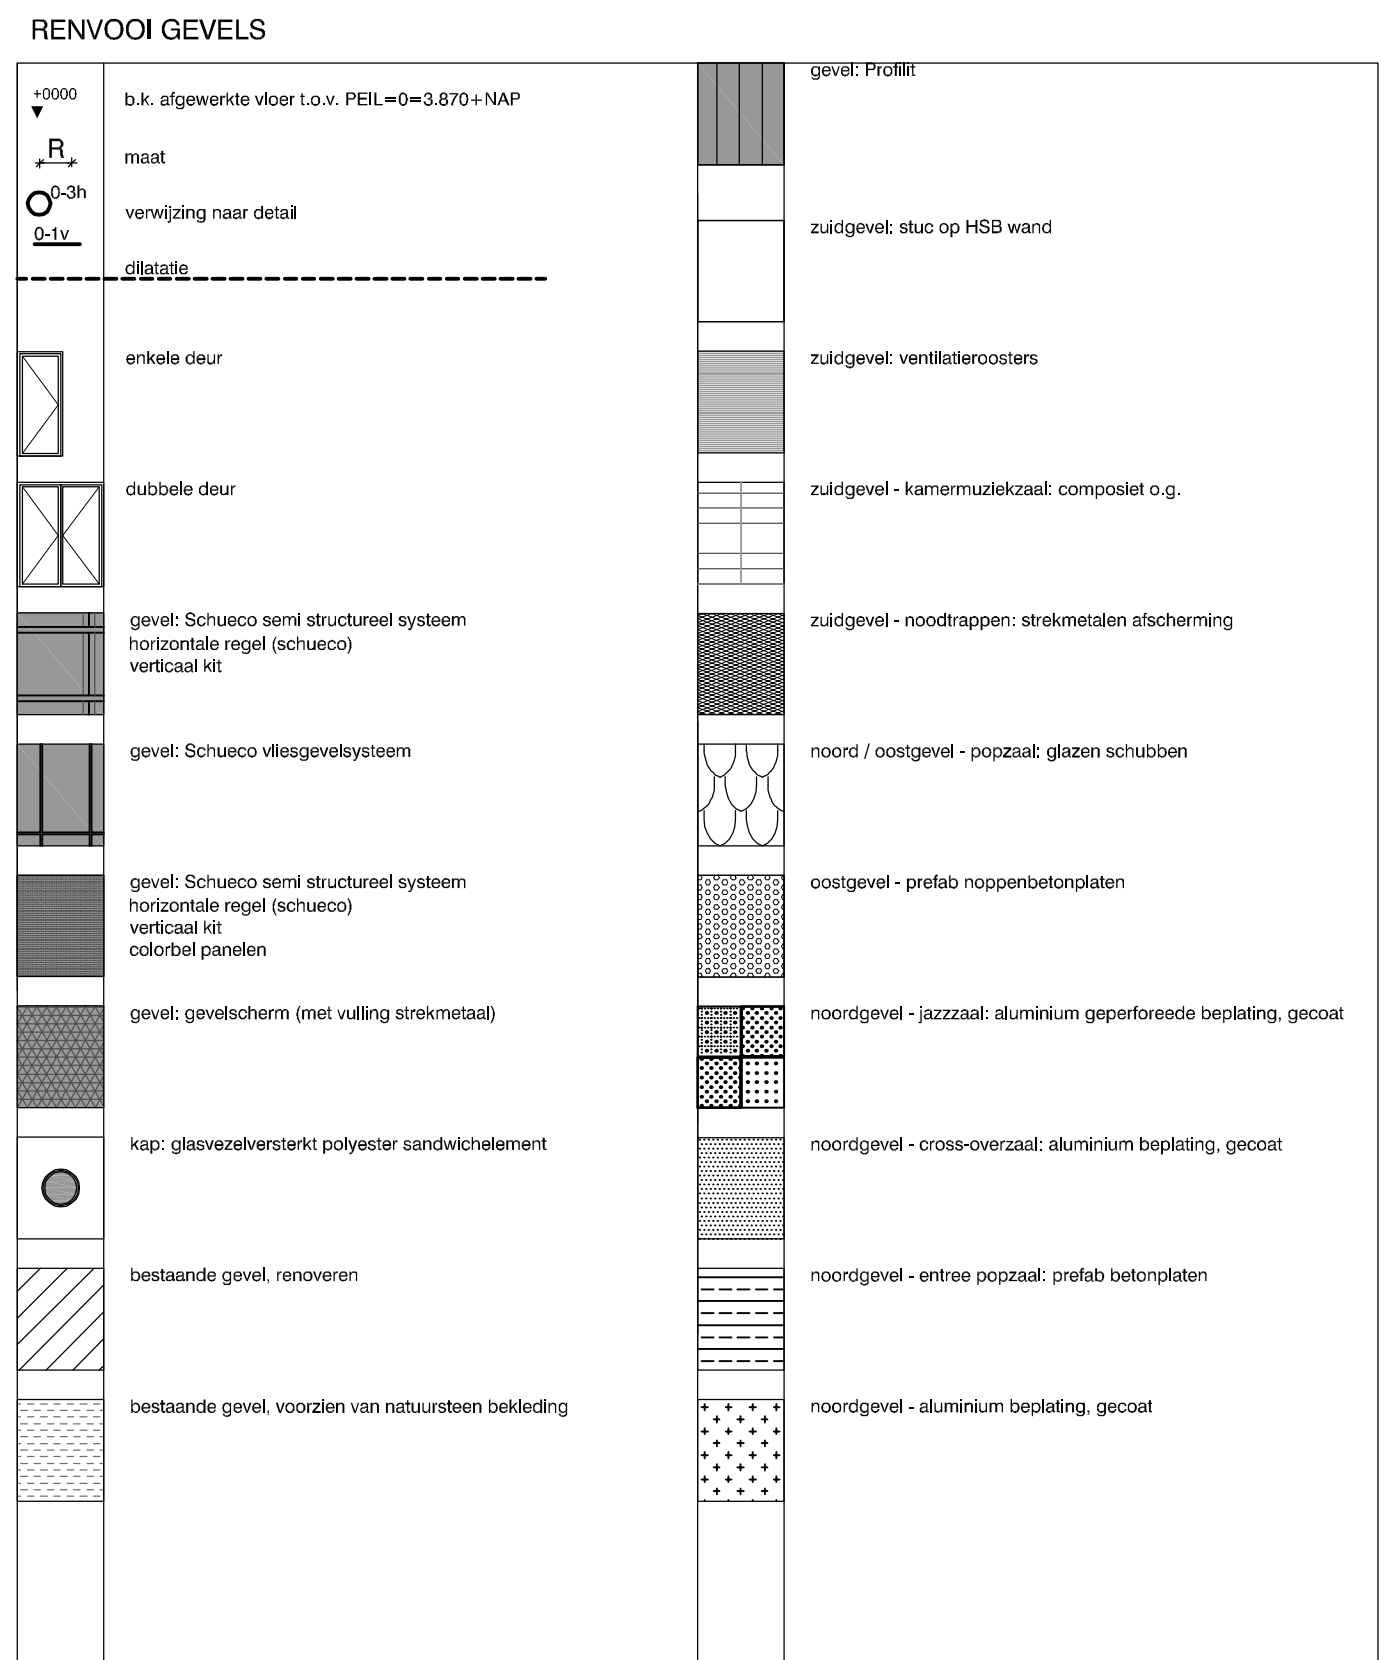 RENVOOI GEVELS
+0000
b.k. afgewerkte vloer t.o.v. PEIL=0=3.870+NAP
R
maat
0-3h
verwijzing naar detail
0-1v
dilatatie
enkele deur
dubbele deur
gevel: Schueco semi structureel systeem
horizontale regel (schueco)
verticaal kit
gevel: Schueco vliesgevelsysteem
gevel: Schueco semi structureel systeem
horizontale regel (schueco)
verticaal kit
colorbel panelen
gevel: gevelscherm (met vulling strekmetaal)
kap: glasvezelversterkt polyester sandwichelement
bestaande gevel, renoveren
bestaande gevel, voorzien van natuursteen bekleding
gevel: Profilit
zuidgevel: stuc op HSB wand
zuidgevel: ventilatieroosters
zuidgevel - kamermuziekzaal: composiet o.g.
zuidgevel - noodtrappen: strekmetalen afscherming
noord / oostgevel - popzaal: glazen schubben
oostgevel - prefab noppenbetonplaten
noordgevel - jazzzaal: aluminium geperforeede beplating, gecoat
noordgevel - cross-overzaal: aluminium beplating, gecoat
noordgevel - entree popzaal: prefab betonplaten
noordgevel - aluminium beplating, gecoat